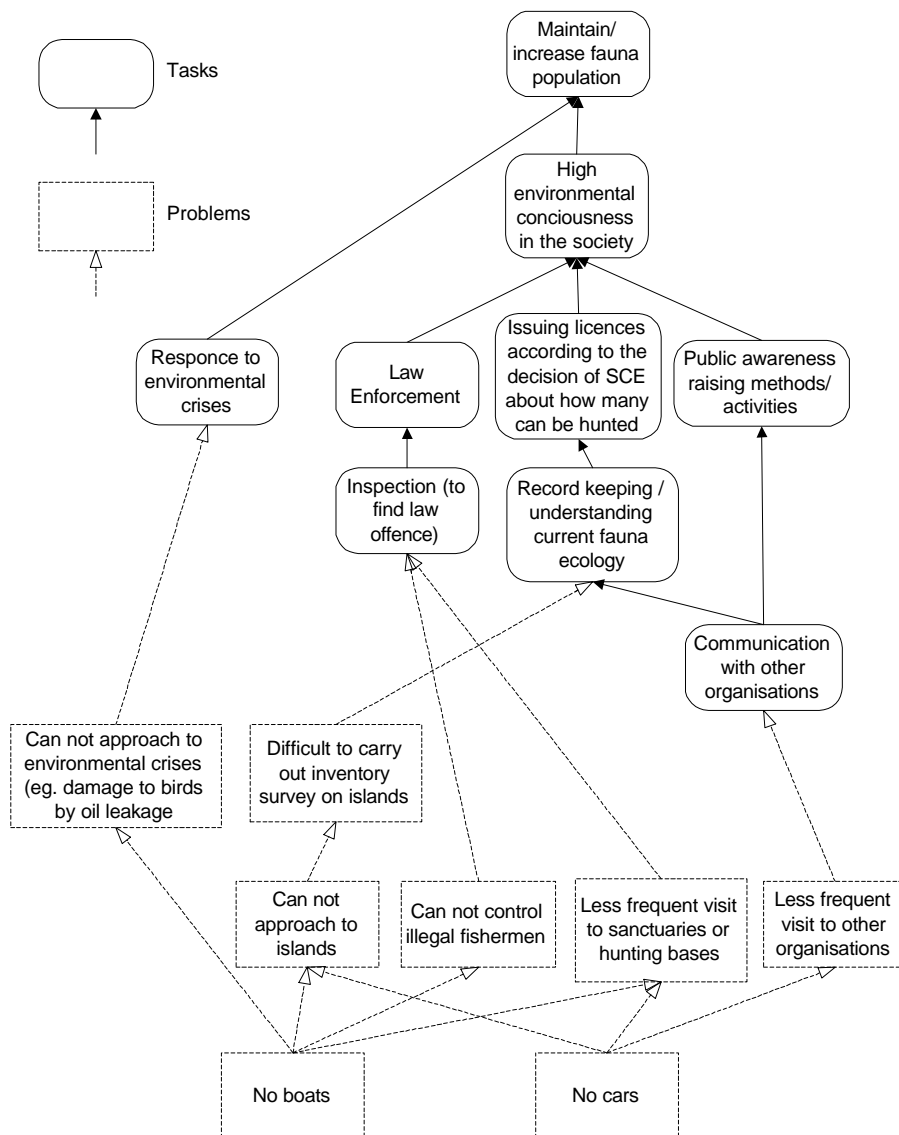 Maintain/
increase fauna
population
Tasks
High
environmental
conciousness
in the society
Problems
Responce to
environmental
crises
Law
Enforcement
Issuing licences
according to the
decision of SCE
about how many
can be hunted
Public awareness
raising methods/
activities
Inspection (to
find law
offence)
Record keeping /
understanding
current fauna
ecology
Communication
with other
organisations
Can not approach to
environmental crises
(eg. damage to birds
by oil leakage
Difficult to carry
out inventory
survey on islands
Can not
approach to
islands
Can not control
illegal fishermen
Less frequent visit
to sanctuaries or
hunting bases
Less frequent
visit to other
organisations
No boats
No cars